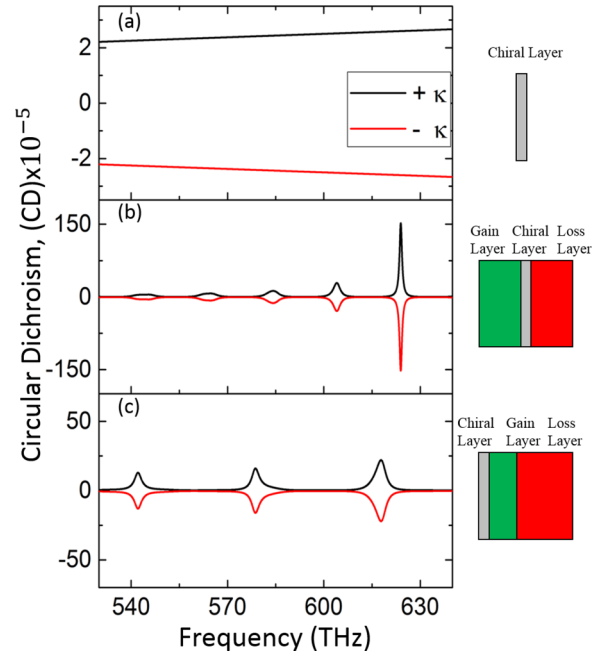 (a)
2
0
-2
+ κ
- κ
Chiral Layer
(b)
150
0
-150
Gain Chiral Loss
Layer Layer Layer
(c)
50
0
-50
Chiral Gain Loss
Layer Layer Layer
540 570 600 630
Frequency (THz)
Circular Dichroism, (CD)x10⁻⁵